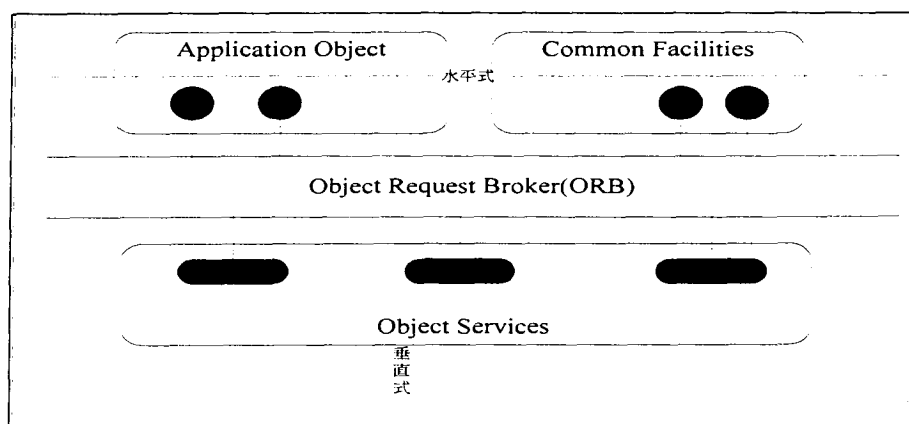 Application Object
Common Facilities
水平式
Object Request Broker(ORB)
Object Services
垂直式